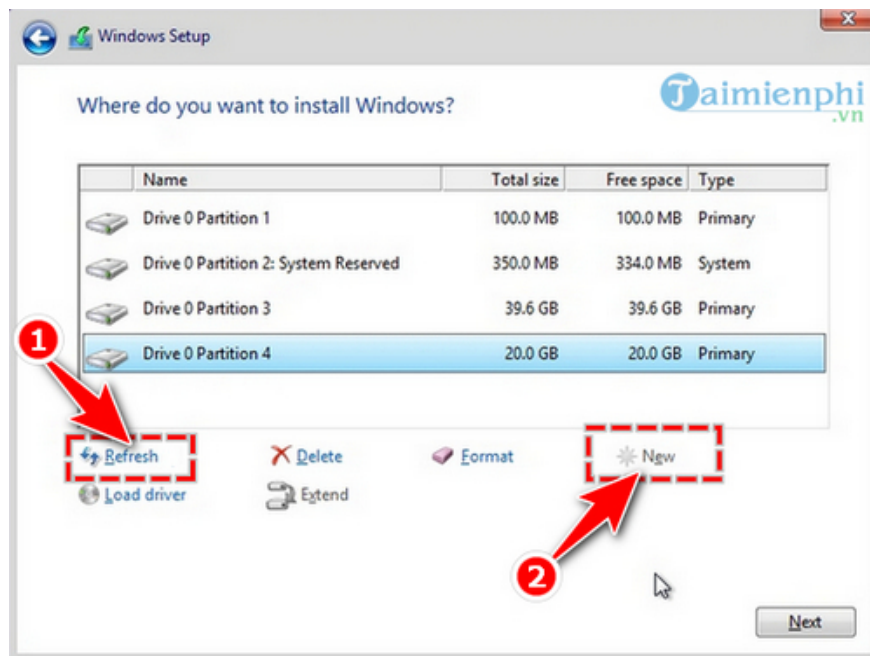 Windows Setup
Taimienphi
.vn
Where do you want to install Windows?
Name Total size Free space Type
Drive 0 Partition 1 100.0 MB 100.0 MB Primary
Drive 0 Partition 2: System Reserved 350.0 MB 334.0 MB System
Drive 0 Partition 3 39.6 GB 39.6 GB Primary
1
Drive 0 Partition 4 20.0 GB 20.0 GB Primary
Refresh Delete Format New
Load driver Extend
2
Next